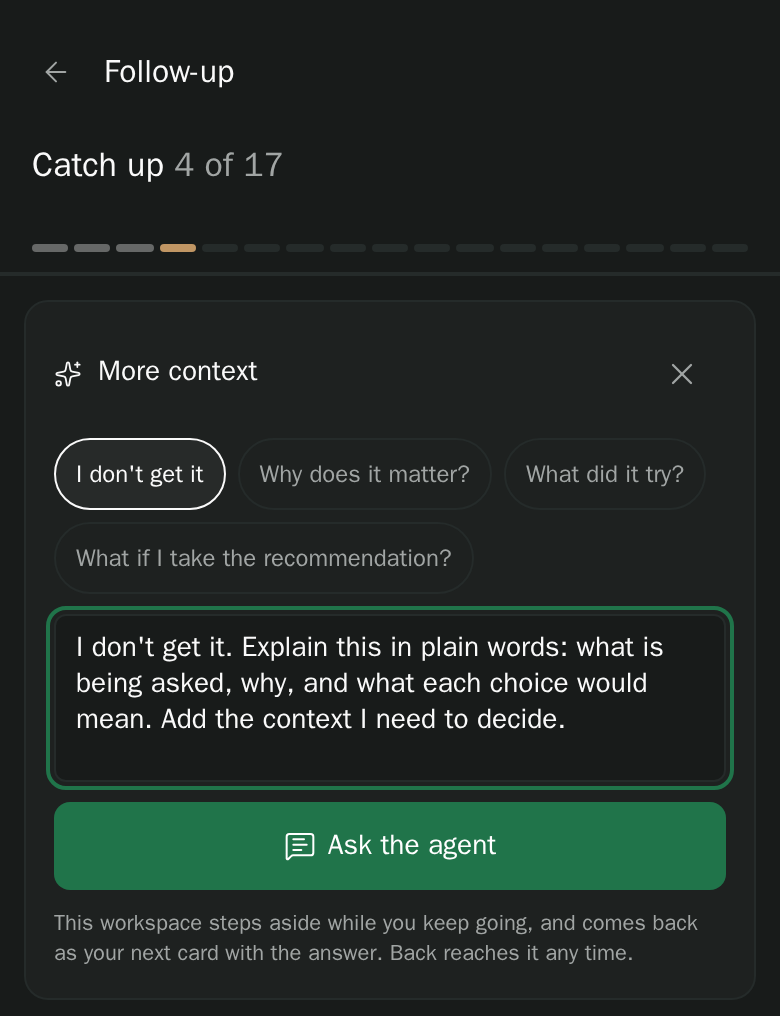 Follow-up
Catch up 4 of 17
More context
I don't get it
Why does it matter?
What did it try?
What if I take the recommendation?
I don't get it. Explain this in plain words: what is
being asked, why, and what each choice would
mean. Add the context I need to decide.
Ask the agent
This workspace steps aside while you keep going, and comes back
as your next card with the answer. Back reaches it any time.